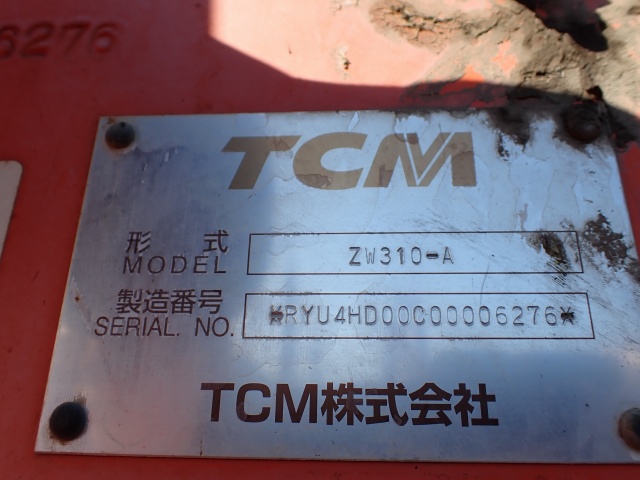 6276
TCM
形式 ZW310-A
MODEL
製造番号 *RYU4HD00C00006276*
SERIAL. NO.
TCM株式会社